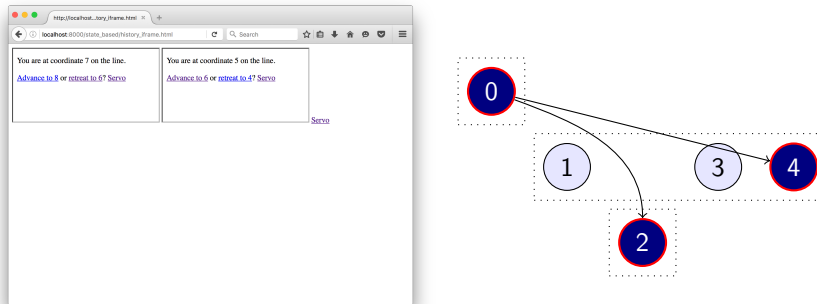 http://localhost...tory_iframe.html × +
localhost:8000/state_based/history_iframe.html
Search
You are at coordinate 7 on the line.
Advance to 8 or retreat to 6? Servo
You are at coordinate 5 on the line.
Advance to 6 or retreat to 4? Servo
Servo
0
1
3
4
2